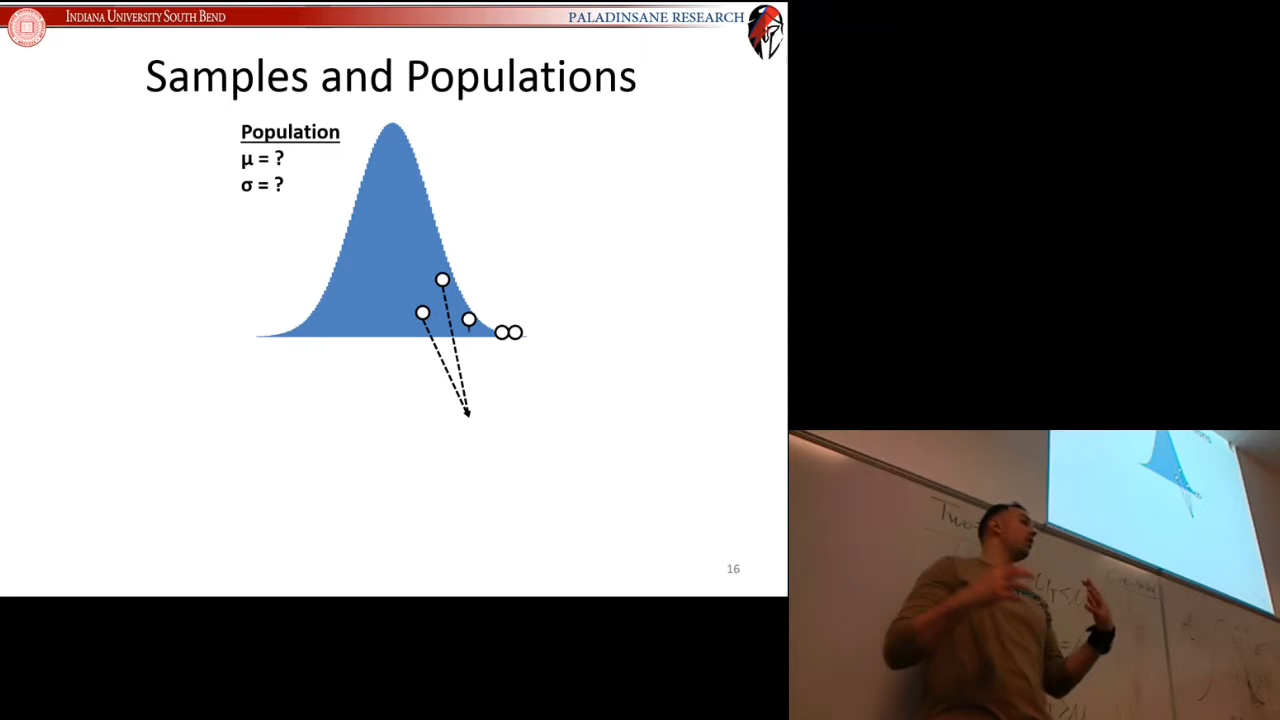 INDIANA UNIVERSITY SOUTH BEND
PALADINSANE RESEARCH
Samples and Populations
Population
μ = ?
σ = ?
16